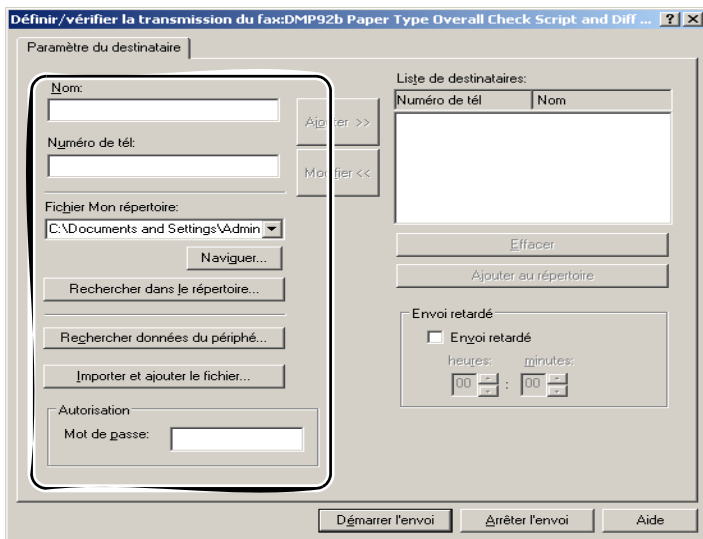 Définir/vérifier la transmission du fax:DMP92b Paper Type Overall Check Script and Diff ...
Paramètre du destinataire
Nom:
Numéro de tél:
Fichier Mon répertoire:
C:\Documents and Settings\Admin
Naviguer...
Rechercher dans le répertoire...
Rechercher données du périphé...
Importer et ajouter le fichier...
Autorisation
Mot de passe:
Ajouter >>
Modifier <<
Liste de destinataires:
Numéro de tél Nom
Effacer
Ajouter au répertoire
Envoi retardé
Envoi retardé
heures: minutes:
00 : 00
Démarrer l'envoi Arrêter l'envoi Aide